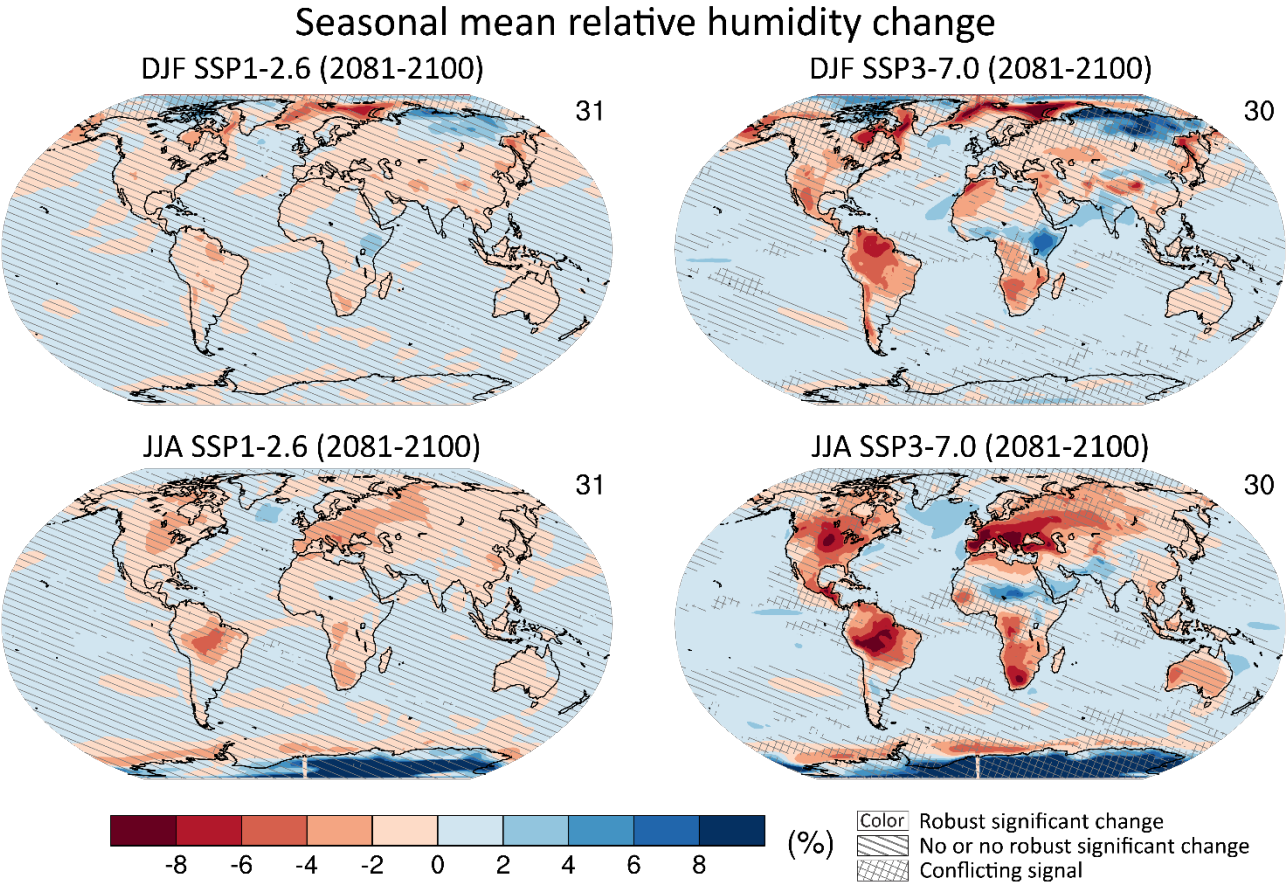 Seasonal mean relative humidity change
DJF SSP1-2.6 (2081-2100)
31
DJF SSP3-7.0 (2081-2100)
30
JJA SSP1-2.6 (2081-2100)
31
JJA SSP3-7.0 (2081-2100)
30
-8 -6 -4 -2 0 2 4 6 8
(%)
Color Robust significant change
No or no robust significant change
Conflicting signal